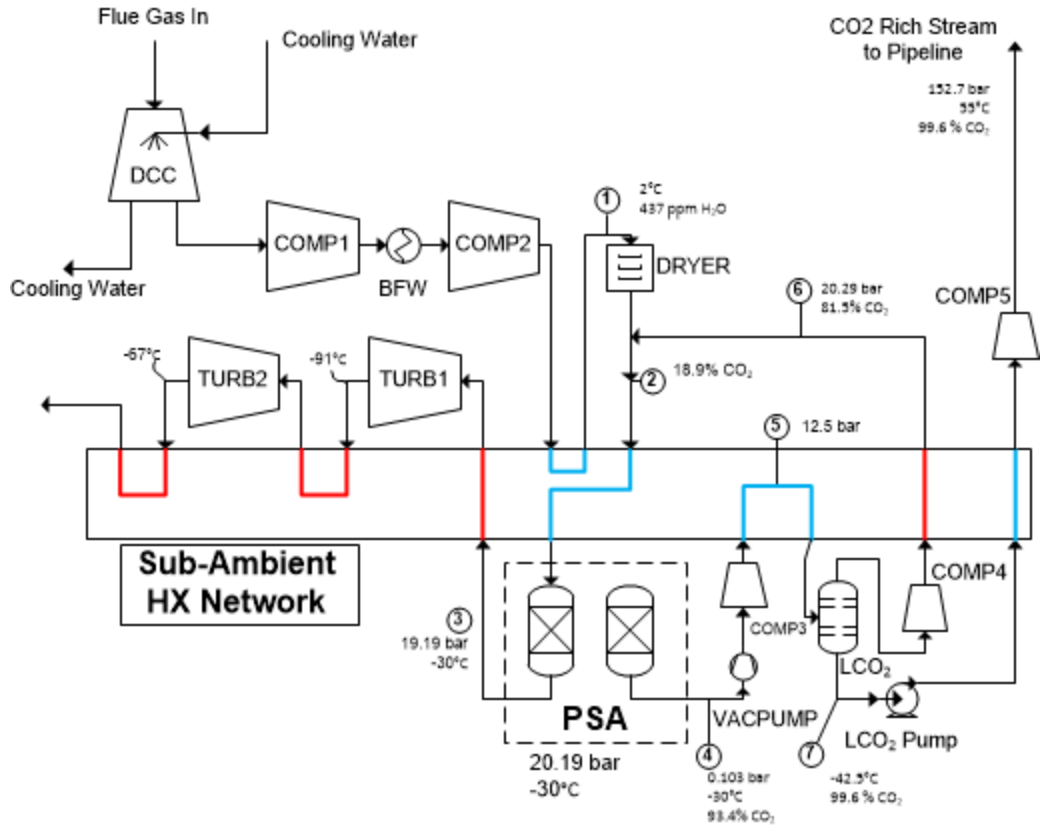 Flue Gas In
Cooling Water
CO2 Rich Stream
to Pipeline
152.7 bar
55°C
99.6 % CO₂
DCC
1
2°C
437 ppm H₂O
COMP1
COMP2
DRYER
Cooling Water
BFW
6
20.29 bar
81.5% CO₂
COMP5
-67°C
TURB2
-91°C
TURB1
2
18.9% CO₂
5
12.5 bar
Sub-Ambient
HX Network
3
19.19 bar
-30°C
COMP3
COMP4
LCO₂
PSA
VACPUMP
LCO₂ Pump
20.19 bar
-30°C
4
0.103 bar
-30°C
93.4% CO₂
7
-42.5°C
99.6 % CO₂